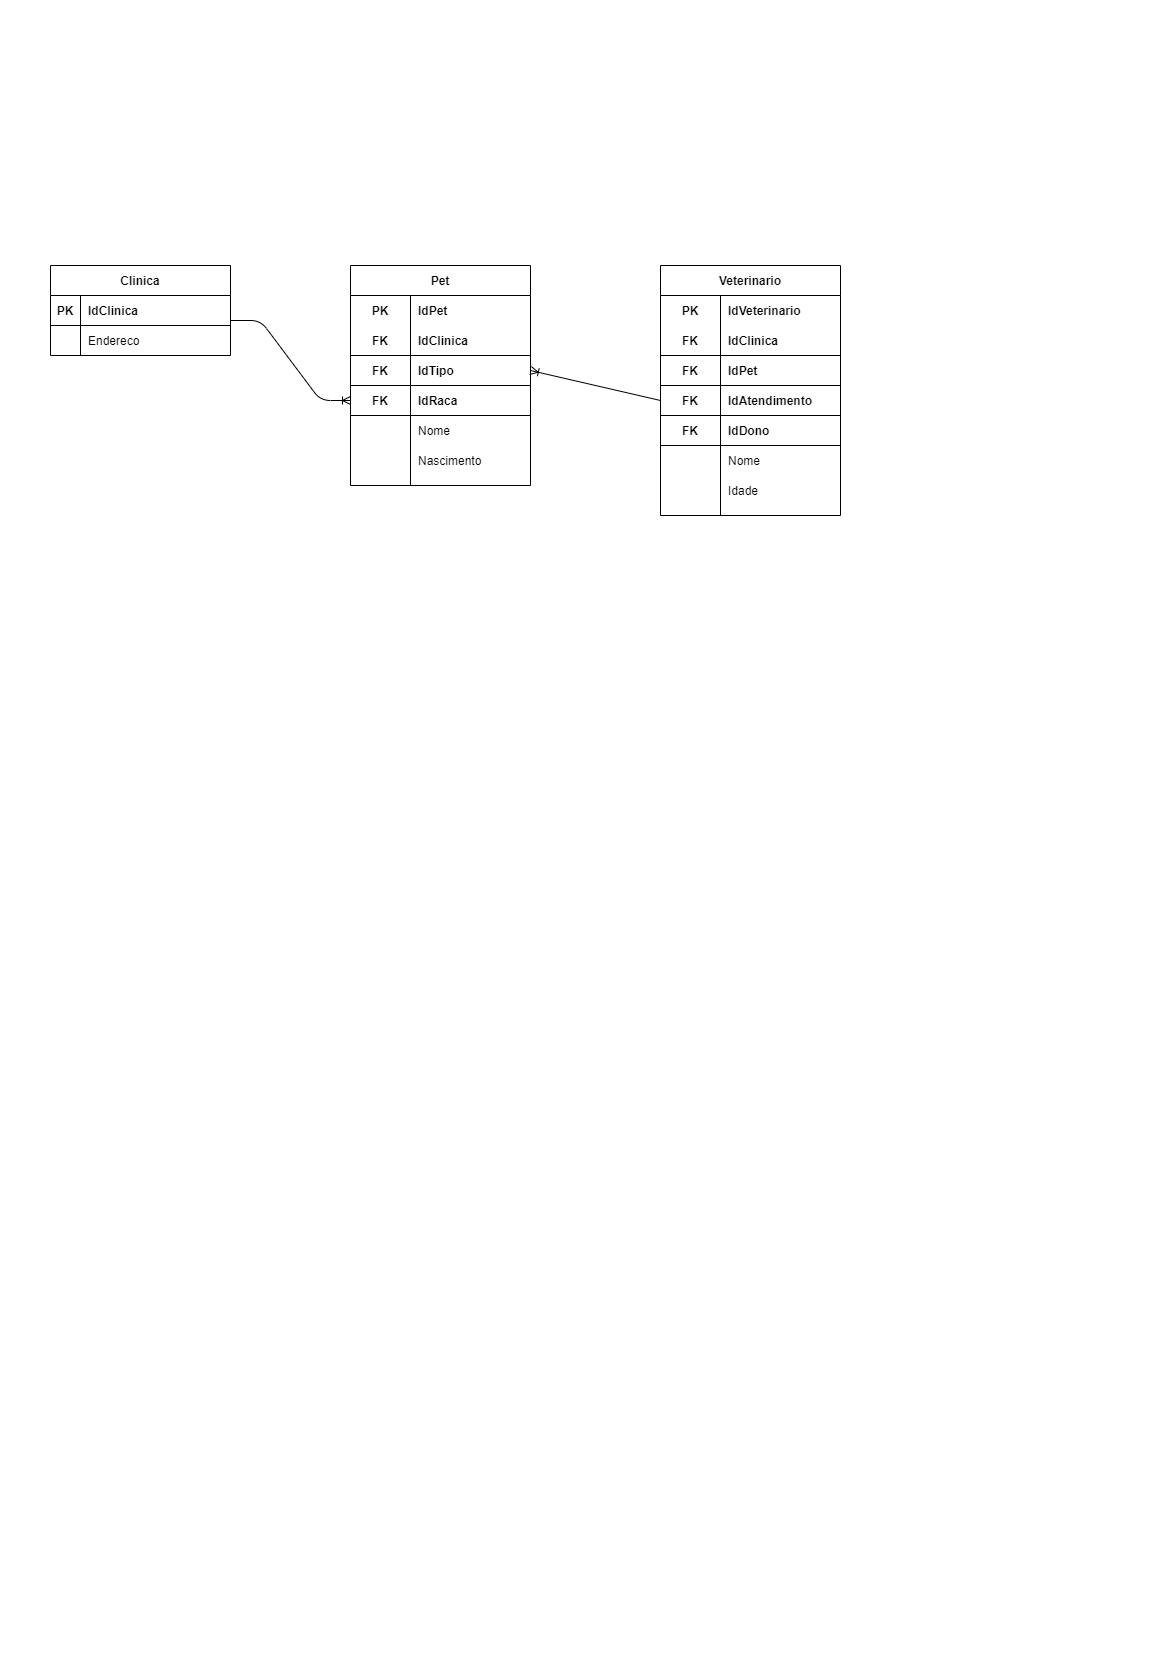 Clinica
PK IdClinica
Endereco
Pet
PK IdPet
FK IdClinica
FK IdTipo
FK IdRaca
Nome
Nascimento
Veterinario
PK IdVeterinario
FK IdClinica
FK IdPet
FK IdAtendimento
FK IdDono
Nome
Idade